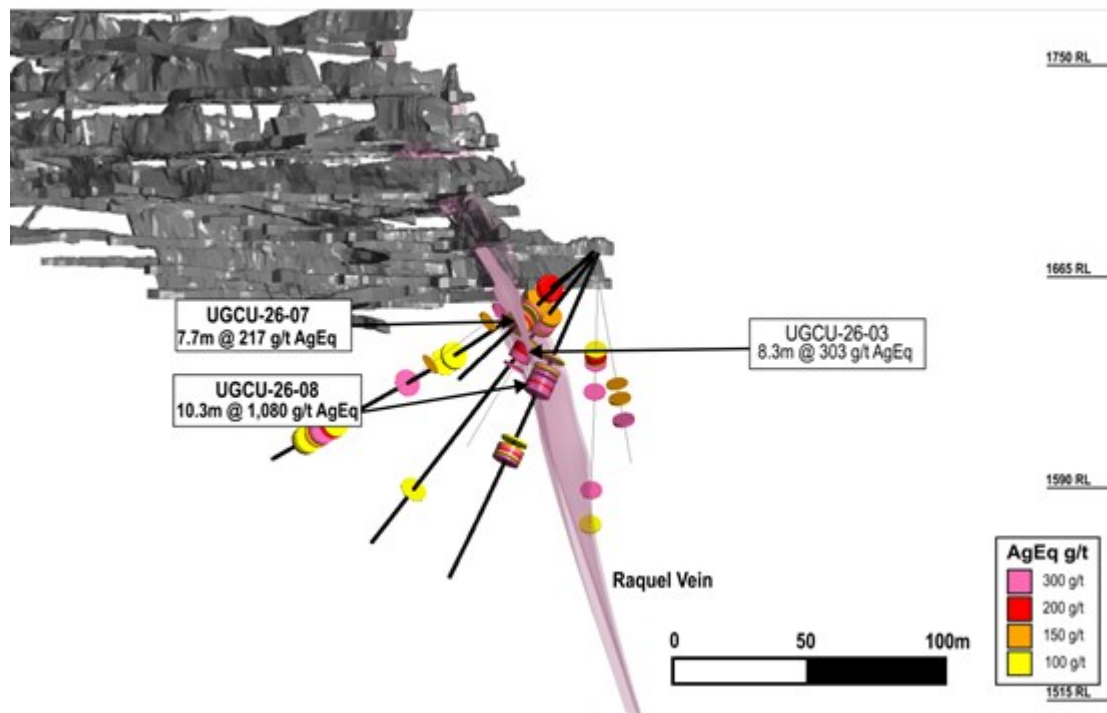 1750 RL
1665 RL
UGCU-26-07
7.7m @ 217 g/t AgEq
UGCU-26-03
8.3m @ 303 g/t AgEq
UGCU-26-08
10.3m @ 1,080 g/t AgEq
1590 RL
Raquel Vein
AgEq g/t
300 g/t
200 g/t
150 g/t
100 g/t
0 50 100m
1515 RL